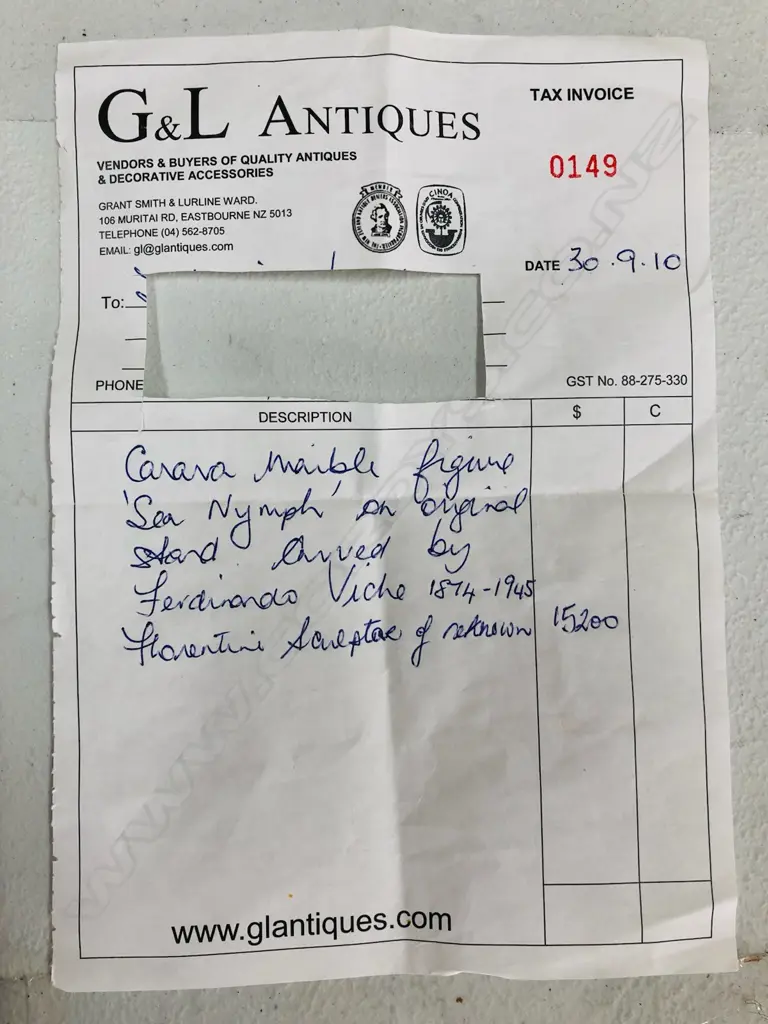 G&L ANTIQUES
TAX INVOICE
VENDORS & BUYERS OF QUALITY ANTIQUES
& DECORATIVE ACCESSORIES
0149
GRANT SMITH & LURLINE WARD.
106 MURITAI RD, EASTBOURNE NZ 5013
TELEPHONE (04) 562-8705
EMAIL: gl@glantiques.com
MEMBER
CINOA
DATE 30.9.10
To:
PHONE
GST No. 88-275-330
DESCRIPTION $ C
Carara Marble figure
'Sea Nymph' on original
stand. Carved by
Ferdinando Viche 1874-1945
Florentine Sculptor of reknown 15200
www.glantiques.com